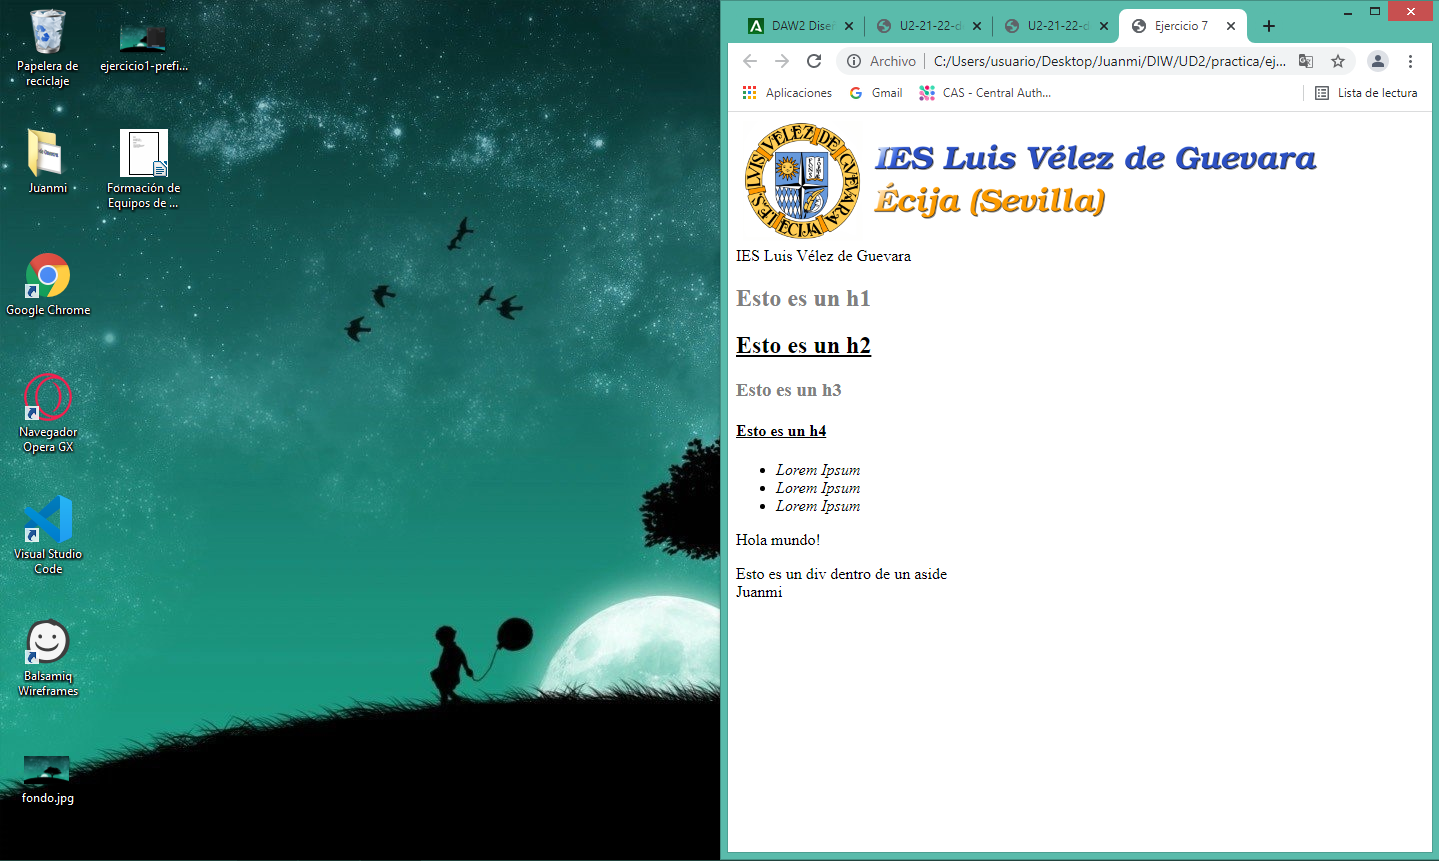 Papelera de
reciclaje
ejercicio1-prefi...
Juanmi
Formación de
Equipos de ...
Google Chrome
Navegador
Opera GX
Visual Studio
Code
Balsamiq
Wireframes
fondo.jpg
DAW2 Diseñ
U2-21-22-d
U2-21-22-d
Ejercicio 7
Archivo
C:/Users/usuario/Desktop/Juanmi/DIW/UD2/practica/ej...
Aplicaciones
Gmail
CAS - Central Auth...
Lista de lectura
I.E.S. LUIS VÉLEZ DE GUEVARA
ECIJA
IES Luis Vélez de Guevara
Écija (Sevilla)
IES Luis Vélez de Guevara
Esto es un h1
Esto es un h2
Esto es un h3
Esto es un h4
• Lorem Ipsum
• Lorem Ipsum
• Lorem Ipsum
Hola mundo!
Esto es un div dentro de un aside
Juanmi